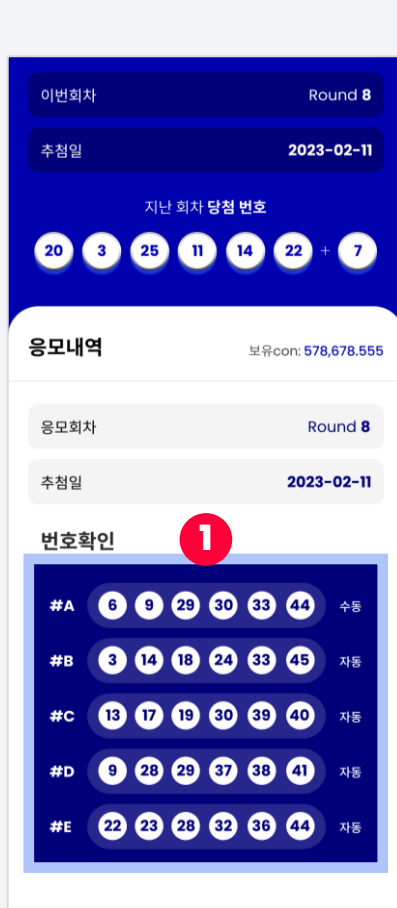 이번회차 Round 8
추첨일 2023-02-11
지난 회차 당첨 번호
20 3 25 11 14 22 + 7
응모내역 보유con: 578,678.555
응모회차 Round 8
추첨일 2023-02-11
번호확인 1
#A 6 9 29 30 33 44 수동
#B 3 14 18 24 33 45 자동
#C 13 17 19 30 39 40 자동
#D 9 28 29 37 38 41 자동
#E 22 23 28 32 36 44 자동